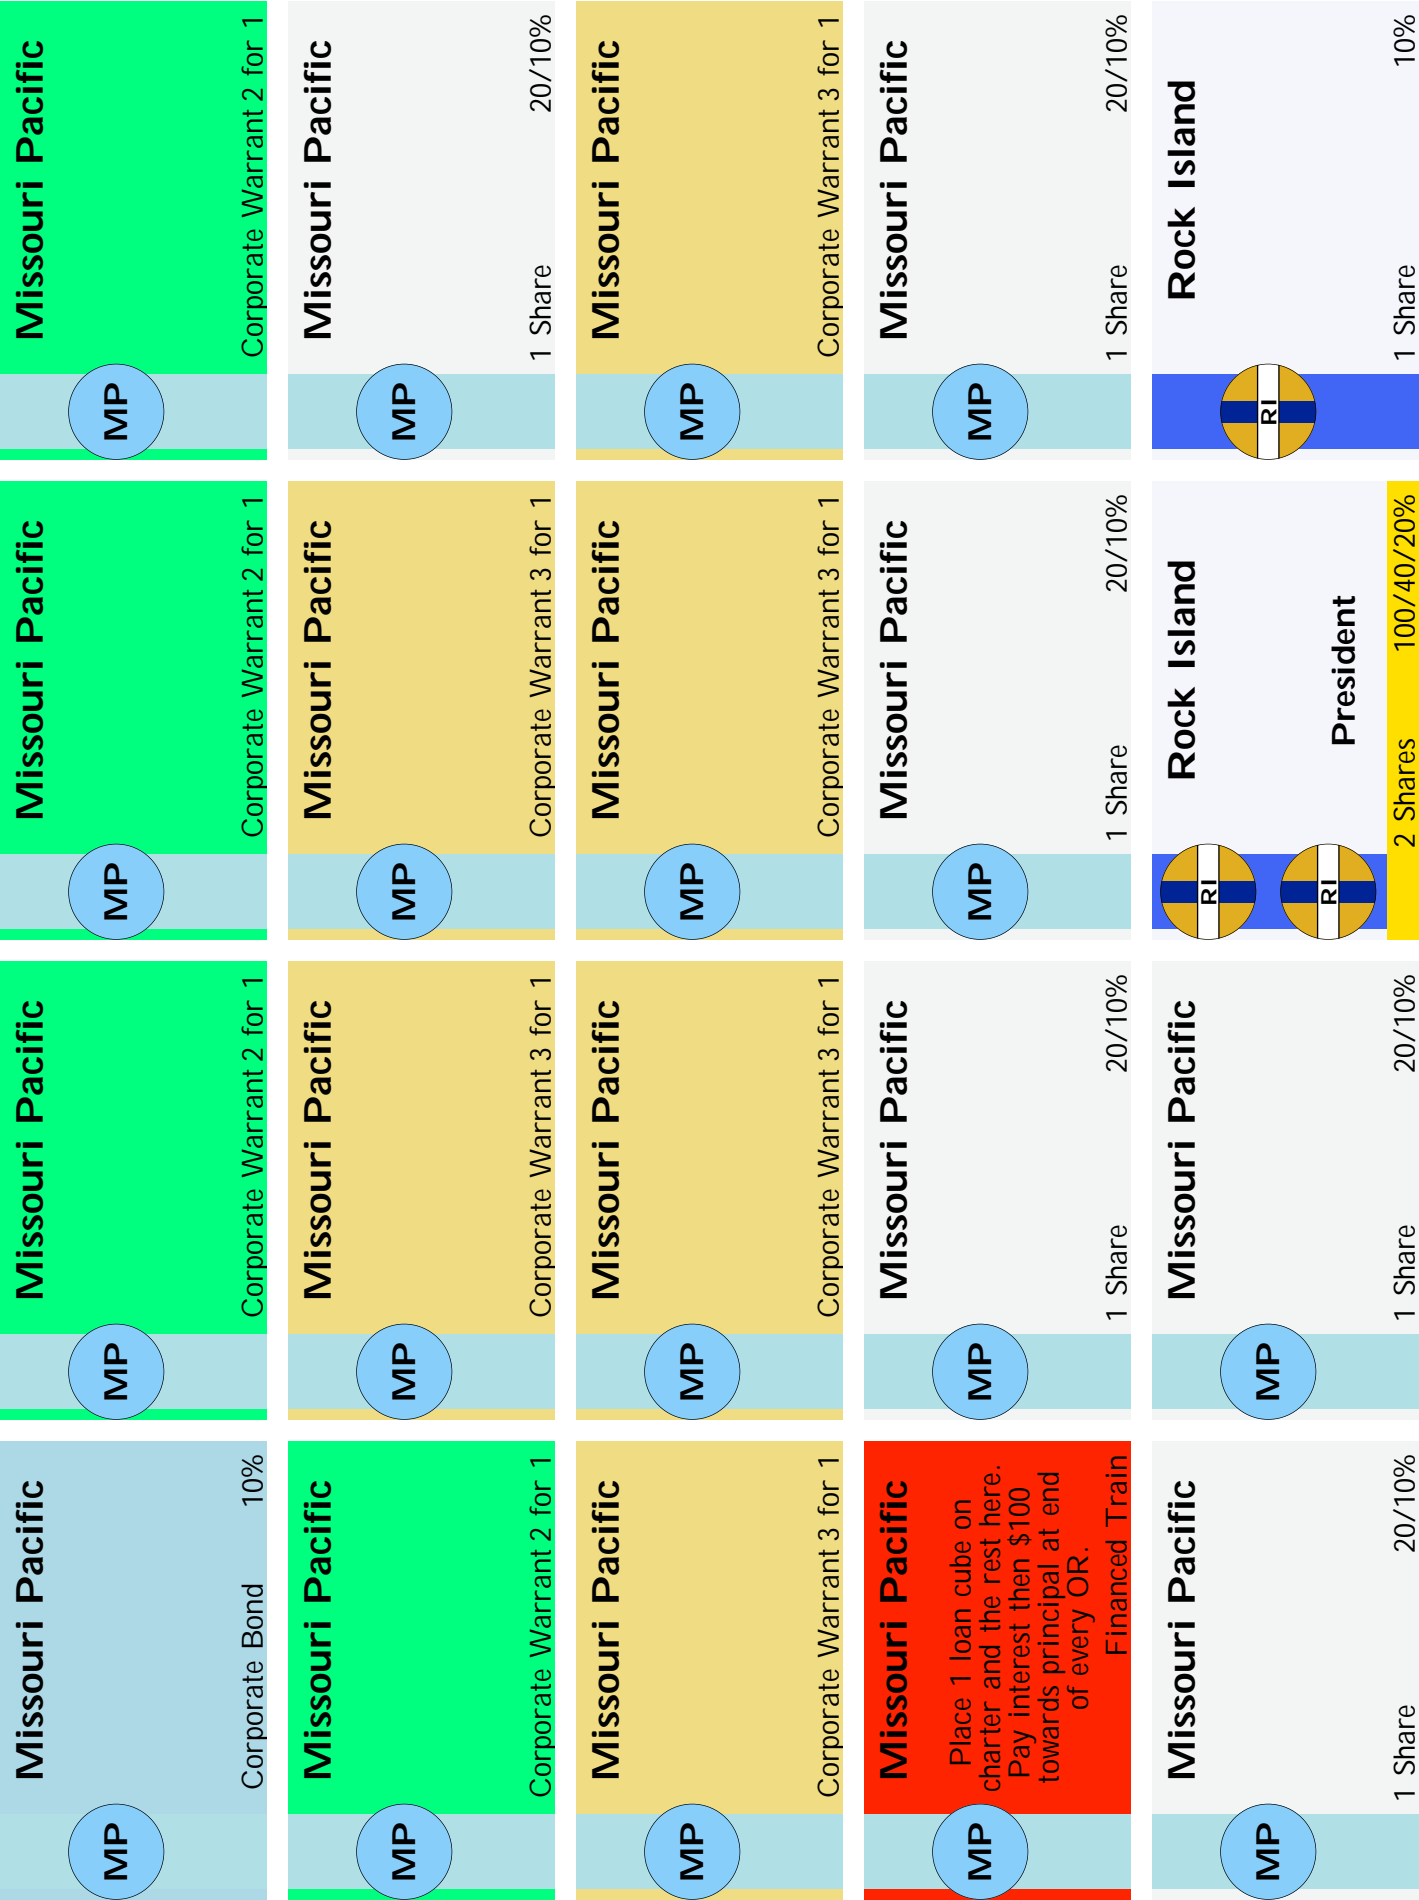 Missouri Pacific
Corporate Warrant 2 for 1
MP
Missouri Pacific
1 Share 20/10%
MP
Missouri Pacific
Corporate Warrant 3 for 1
MP
Missouri Pacific
1 Share 20/10%
MP
Rock Island
1 Share 10%
RI
Missouri Pacific
Corporate Warrant 2 for 1
MP
Missouri Pacific
Corporate Warrant 3 for 1
MP
Missouri Pacific
Corporate Warrant 3 for 1
MP
Missouri Pacific
1 Share 20/10%
MP
Rock Island
President
2 Shares 100/40/20%
RI
RI
Missouri Pacific
Corporate Warrant 2 for 1
MP
Missouri Pacific
Corporate Warrant 3 for 1
MP
Missouri Pacific
Corporate Warrant 3 for 1
MP
Missouri Pacific
1 Share 20/10%
MP
Missouri Pacific
1 Share 20/10%
MP
Missouri Pacific
Corporate Bond 10%
MP
Missouri Pacific
Corporate Warrant 2 for 1
MP
Missouri Pacific
Corporate Warrant 3 for 1
MP
Missouri Pacific
Place 1 loan cube on
charter and the rest here.
Pay interest then $100
towards principal at end
of every OR.
Financed Train
MP
Missouri Pacific
1 Share 20/10%
MP